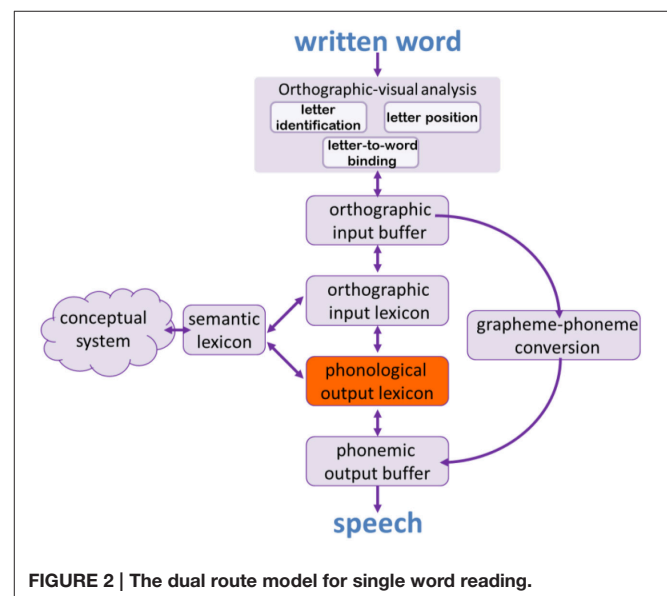 written word
Orthographic-visual analysis
letter
identification
letter position
letter-to-word
binding
orthographic
input buffer
orthographic
input lexicon
conceptual
system
semantic
lexicon
grapheme-phoneme
conversion
phonological
output lexicon
phonemic
output buffer
speech
FIGURE 2 | The dual route model for single word reading.